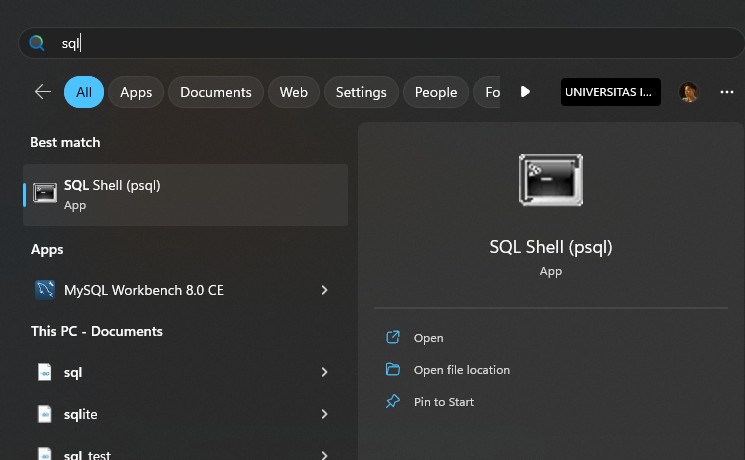 sql
All Apps Documents Web Settings People Fo UNIVERSITAS I...
Best match
SQL Shell (psql)
App
Apps
MySQL Workbench 8.0 CE
This PC - Documents
sql
sqlite
sql_test
SQL Shell (psql)
App
Open
Open file location
Pin to Start